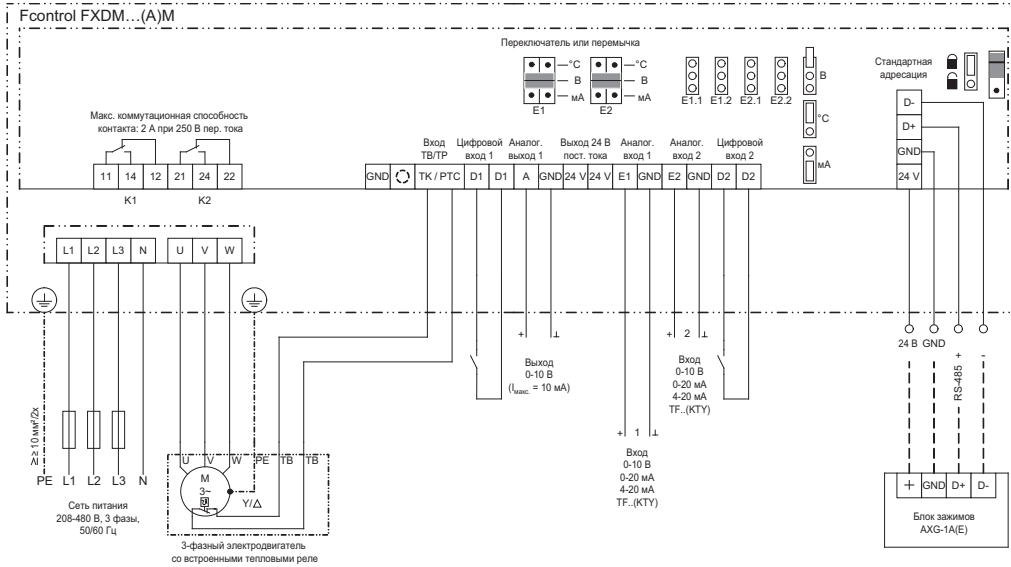 Fcontrol FXDM...(A)M
Переключатель или перемычка
°C
В
мА
E1
°C
В
мА
E2
E1.1 E1.2 E2.1 E2.2
В
°C
мА
Стандартная
адресация
D-
D+
GND
24 V
Макс. коммутационная способность
контакта: 2 А при 250 В пер. тока
11 14 12 21 24 22
K1 K2
Вход
ТВ/ТР
Цифровой
вход 1
Аналог.
выход 1
Выход 24 В
пост. тока
Аналог.
вход 1
Аналог.
вход 2
Цифровой
вход 2
GND TK / PTC D1 D1 A GND 24 V 24 V E1 GND E2 GND D2 D2
L1 L2 L3 N U V W
+ ⊥
Выход
0-10 В
(Iмакс. = 10 мА)
+ 2 ⊥
Вход
0-10 В
0-20 мА
4-20 мА
TF..(KTY)
+ 1 ⊥
Вход
0-10 В
0-20 мА
4-20 мА
TF..(KTY)
24 В GND
RS-485 + -
≥ 10 мм²/2x
PE L1 L2 L3 N
Сеть питания
208-480 В, 3 фазы,
50/60 Гц
U V W PE TB TB
M
3~
Y/Δ
3-фазный электродвигатель
со встроенными тепловыми реле
+ GND D+ D-
Блок зажимов
AXG-1A(E)